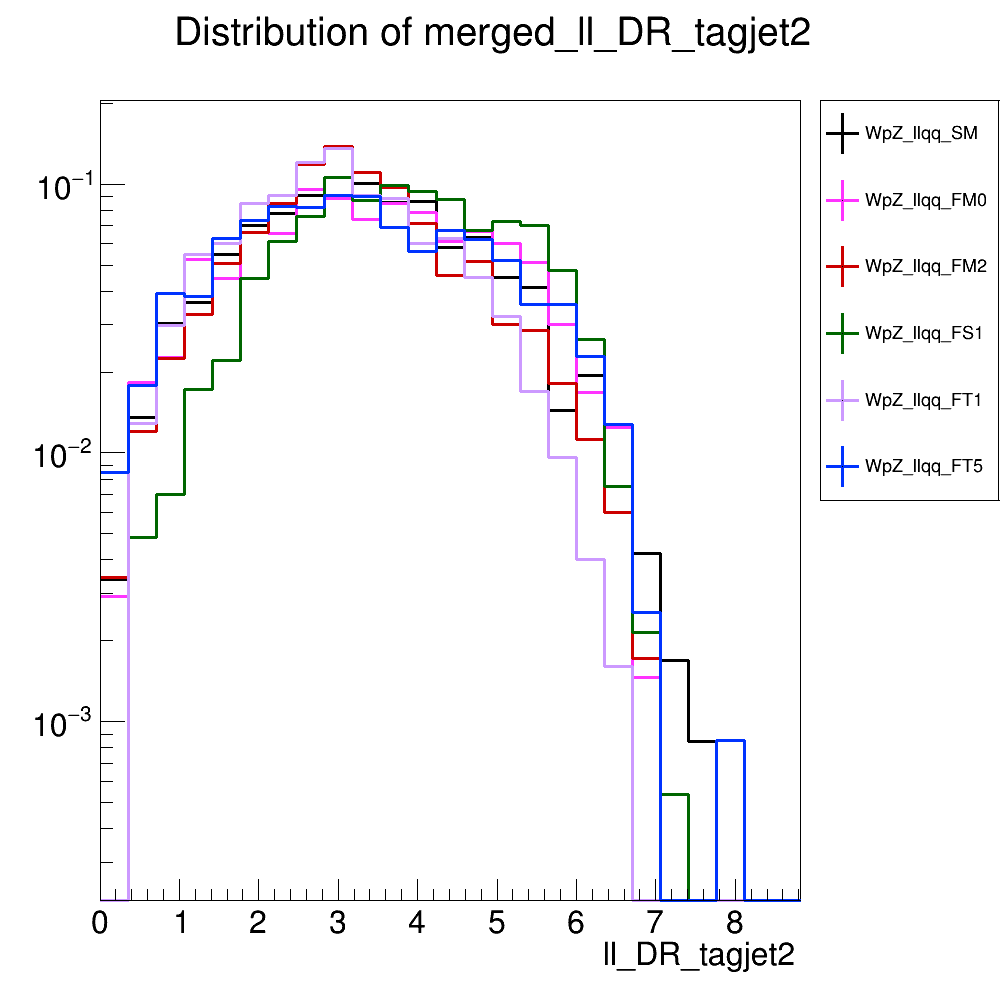 Distribution of merged_ll_DR_tagjet2
10⁻¹
10⁻²
10⁻³
0 1 2 3 4 5 6 7 8
ll_DR_tagjet2
WpZ_llqq_SM
WpZ_llqq_FM0
WpZ_llqq_FM2
WpZ_llqq_FS1
WpZ_llqq_FT1
WpZ_llqq_FT5